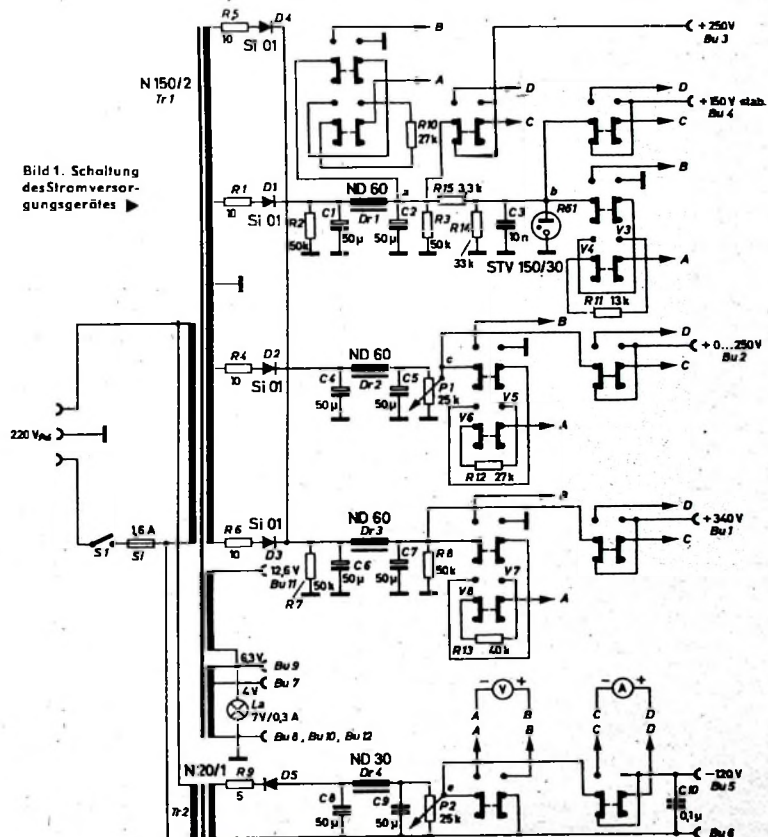 R5
10
D4
Si 01
B
A
R10
27k
D
C
+250V
Bu 3
N 150/2
Tr 1
D
+150V stab.
Bu 4
C
Bild 1. Schaltung
des Stromversor-
gungsgerätes ▶
R1
10
D1
Si 01
R2
50k
C1
50µ
ND 60
Dr 1
C2
50µ
a
R3
50k
R15 3,3 k
R14
33k
C3
10n
b
Rö1
STV 150/30
B
V4
V3
A
R11 13 k
R4
10
D2
Si 01
C4
50µ
ND 60
Dr 2
C5
50µ
c
P1
25k
B
V6
V5
A
R12 27k
D
+0...250V
Bu 2
C
220 V
S1
1,6 A
Si
R6
10
Si 01
D3
R7
50k
ND 60
Dr 3
C6
50µ
C7
50µ
R8
50k
V8
V7
A
R13 40k
D
+340V
Bu 1
C
12,6 V
Bu 11
6,3V
Bu 9
Bu 7
4V
La
7V/0,3 A
Bu 8, Bu 10, Bu 12
- V +
A B
A B
- A +
C D
C D
N 20/1
Tr 2
R9
5
D5
ND 30
Dr 4
C8
50µ
C9
50µ
P2
25k
e
-120V
Bu 5
C10
0,1µ
Bu 6